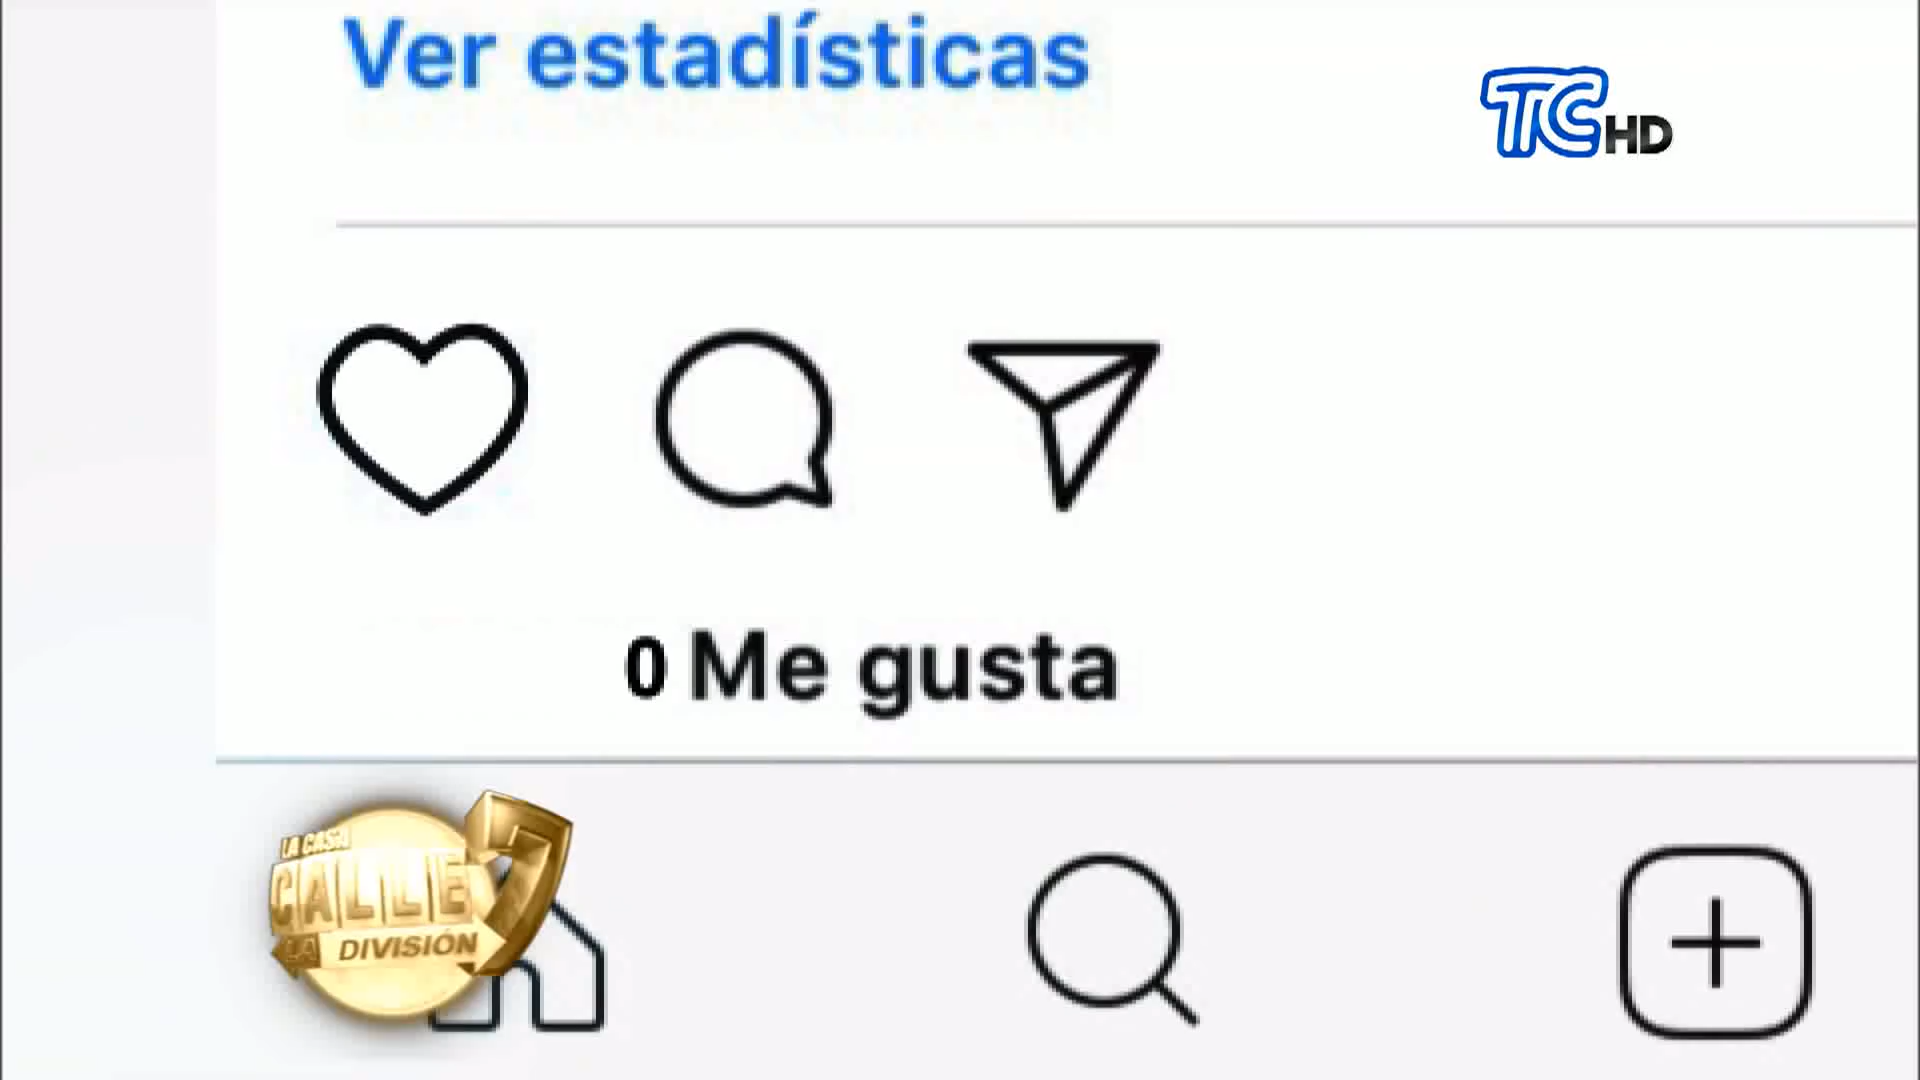 Ver estadísticas
TC HD
0 Me gusta
LA CASA
CALLE 7
LA DIVISIÓN